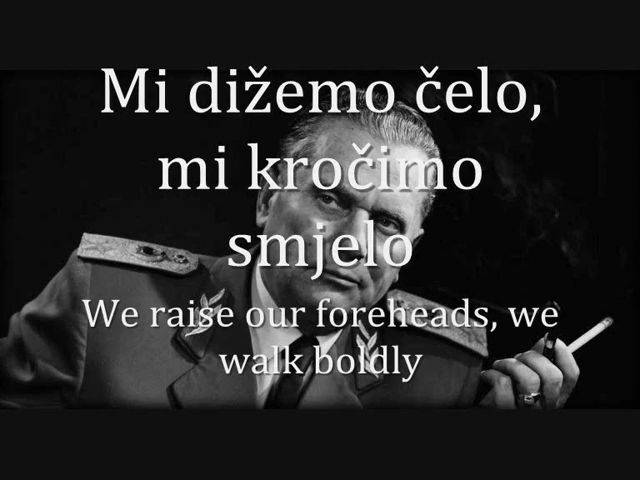 Mi dižemo čelo,
mi kročimo
smjelo
We raise our foreheads, we
walk boldly